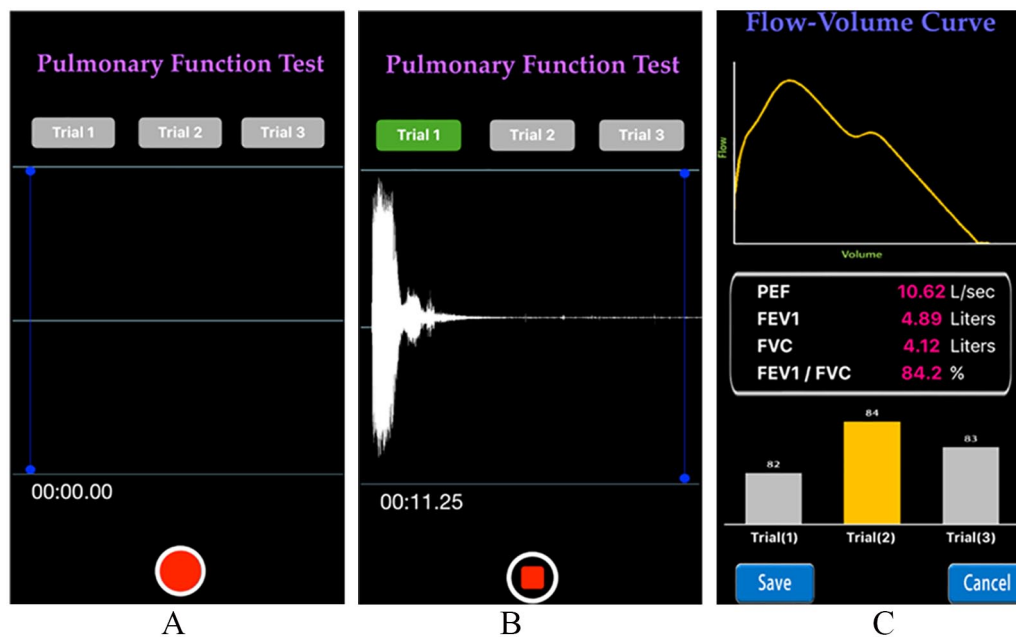 Pulmonary Function Test
Trial 1 Trial 2 Trial 3
00:00.00
A
Pulmonary Function Test
Trial 1 Trial 2 Trial 3
00:11.25
B
Flow-Volume Curve
Flow
Volume
PEF 10.62 L/sec
FEV1 4.89 Liters
FVC 4.12 Liters
FEV1 / FVC 84.2 %
82 84 83
Trial(1) Trial(2) Trial(3)
Save Cancel
C